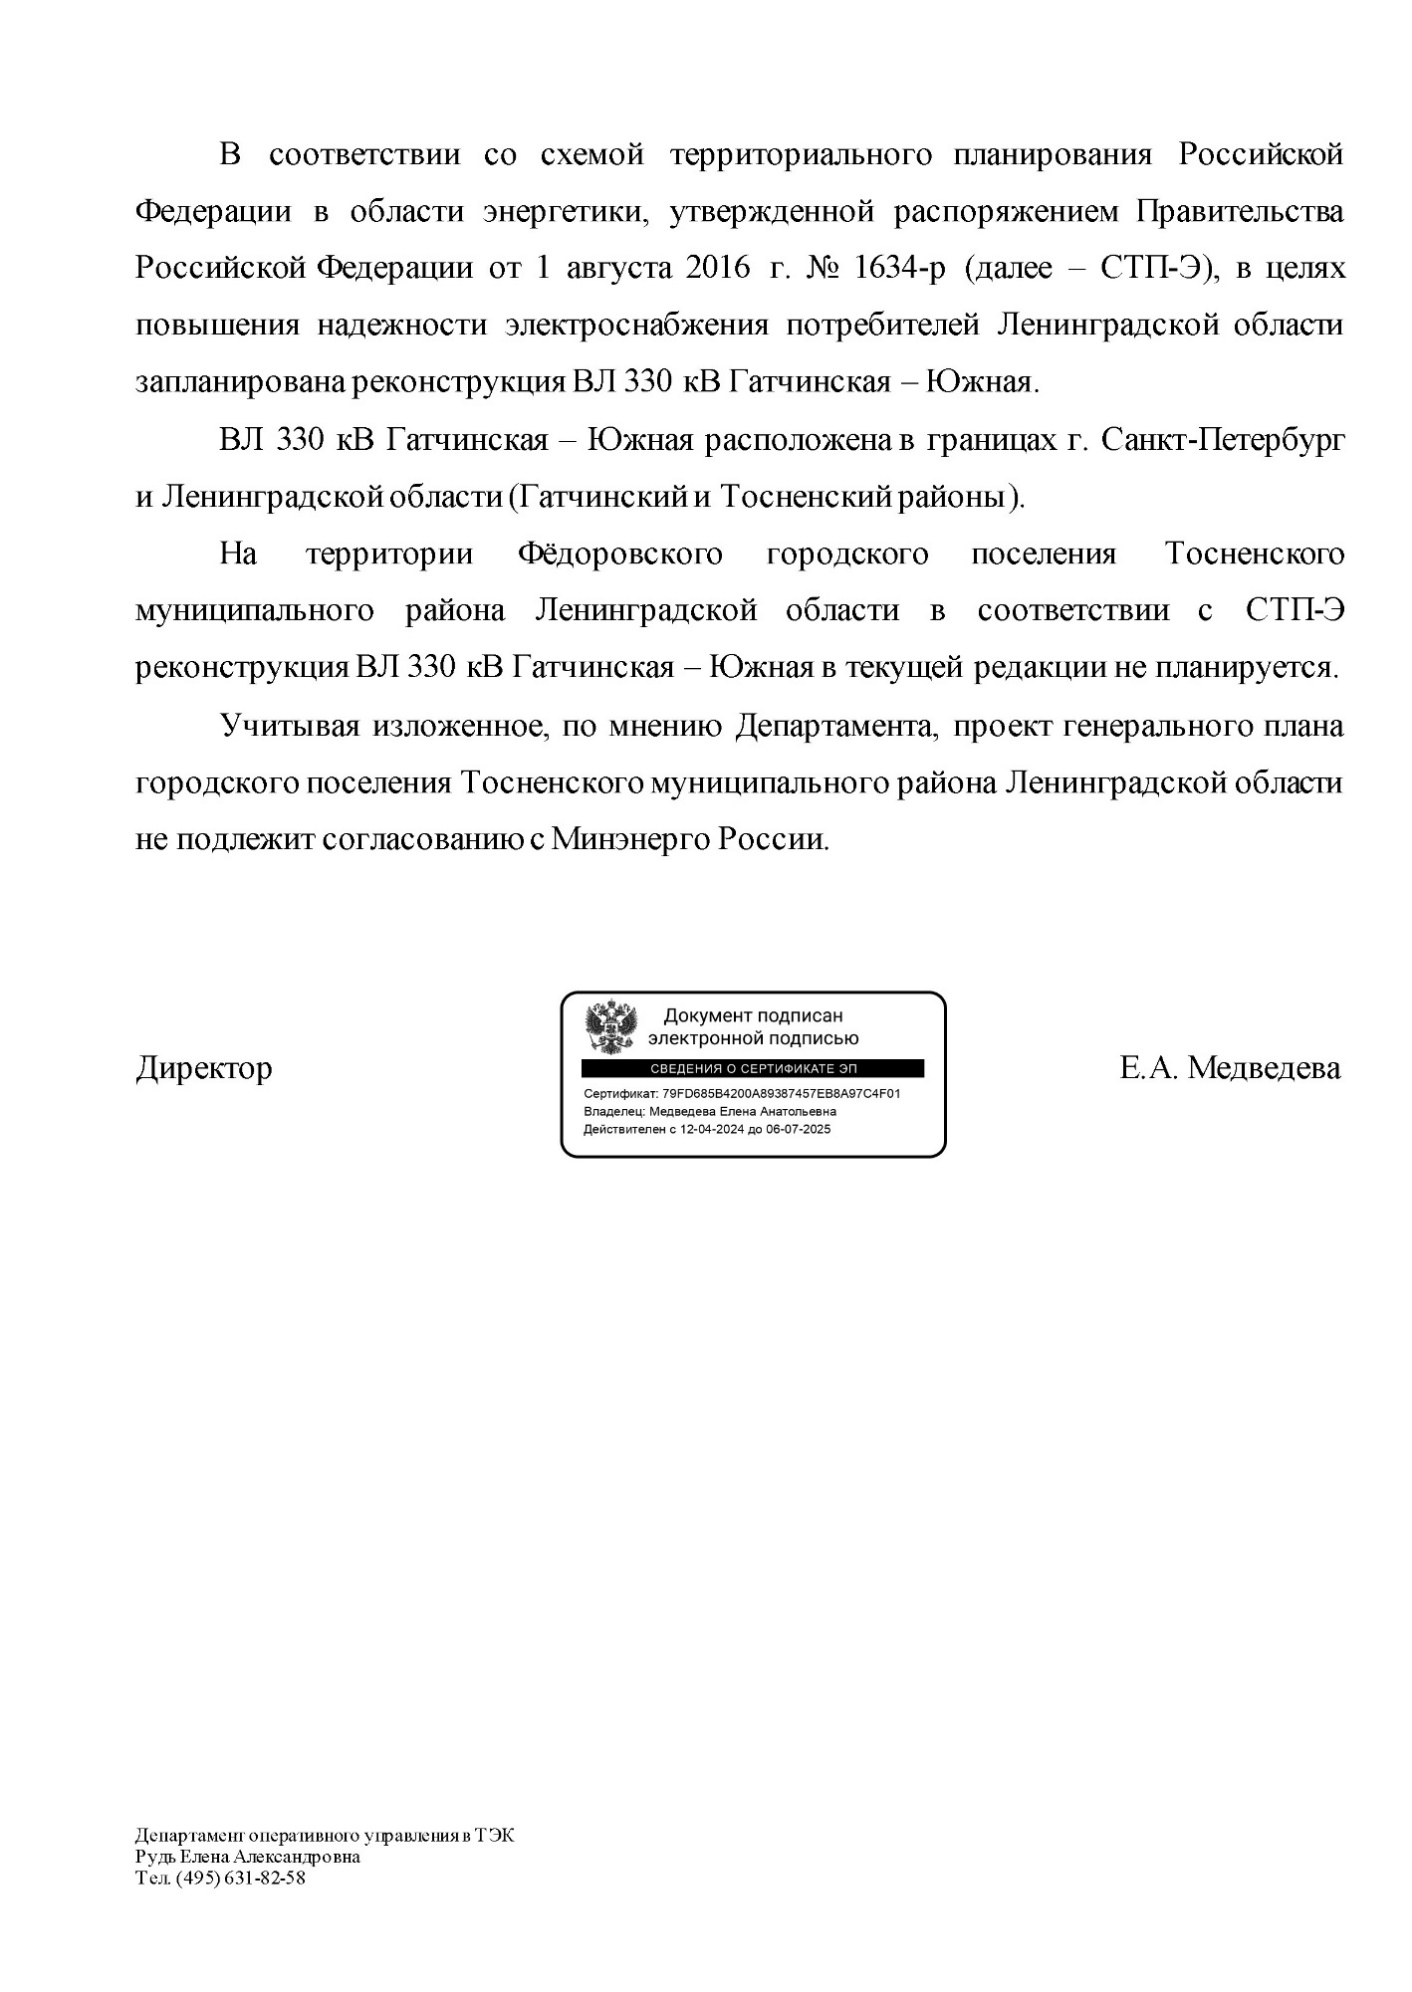 В соответствии со схемой территориального планирования Российской
Федерации в области энергетики, утвержденной распоряжением Правительства
Российской Федерации от 1 августа 2016 г. № 1634-р (далее – СТП-Э), в целях
повышения надежности электроснабжения потребителей Ленинградской области
запланирована реконструкция ВЛ 330 кВ Гатчинская – Южная.
ВЛ 330 кВ Гатчинская – Южная расположена в границах г. Санкт-Петербург
и Ленинградской области (Гатчинский и Тосненский районы).
На территории Фёдоровского городского поселения Тосненского
муниципального района Ленинградской области в соответствии с СТП-Э
реконструкция ВЛ 330 кВ Гатчинская – Южная в текущей редакции не планируется.
Учитывая изложенное, по мнению Департамента, проект генерального плана
городского поселения Тосненского муниципального района Ленинградской области
не подлежит согласованию с Минэнерго России.
Документ подписан
электронной подписью
СВЕДЕНИЯ О СЕРТИФИКАТЕ ЭП
Директор
Е.А. Медведева
Сертификат: 79FD685B4200A89387457EB8A97C4F01
Владелец: Медведева Елена Анатольевна
Действителен с 12-04-2024 до 06-07-2025
Департамент оперативного управления в ТЭК
Рудь Елена Александровна
Тел. (495) 631-82-58